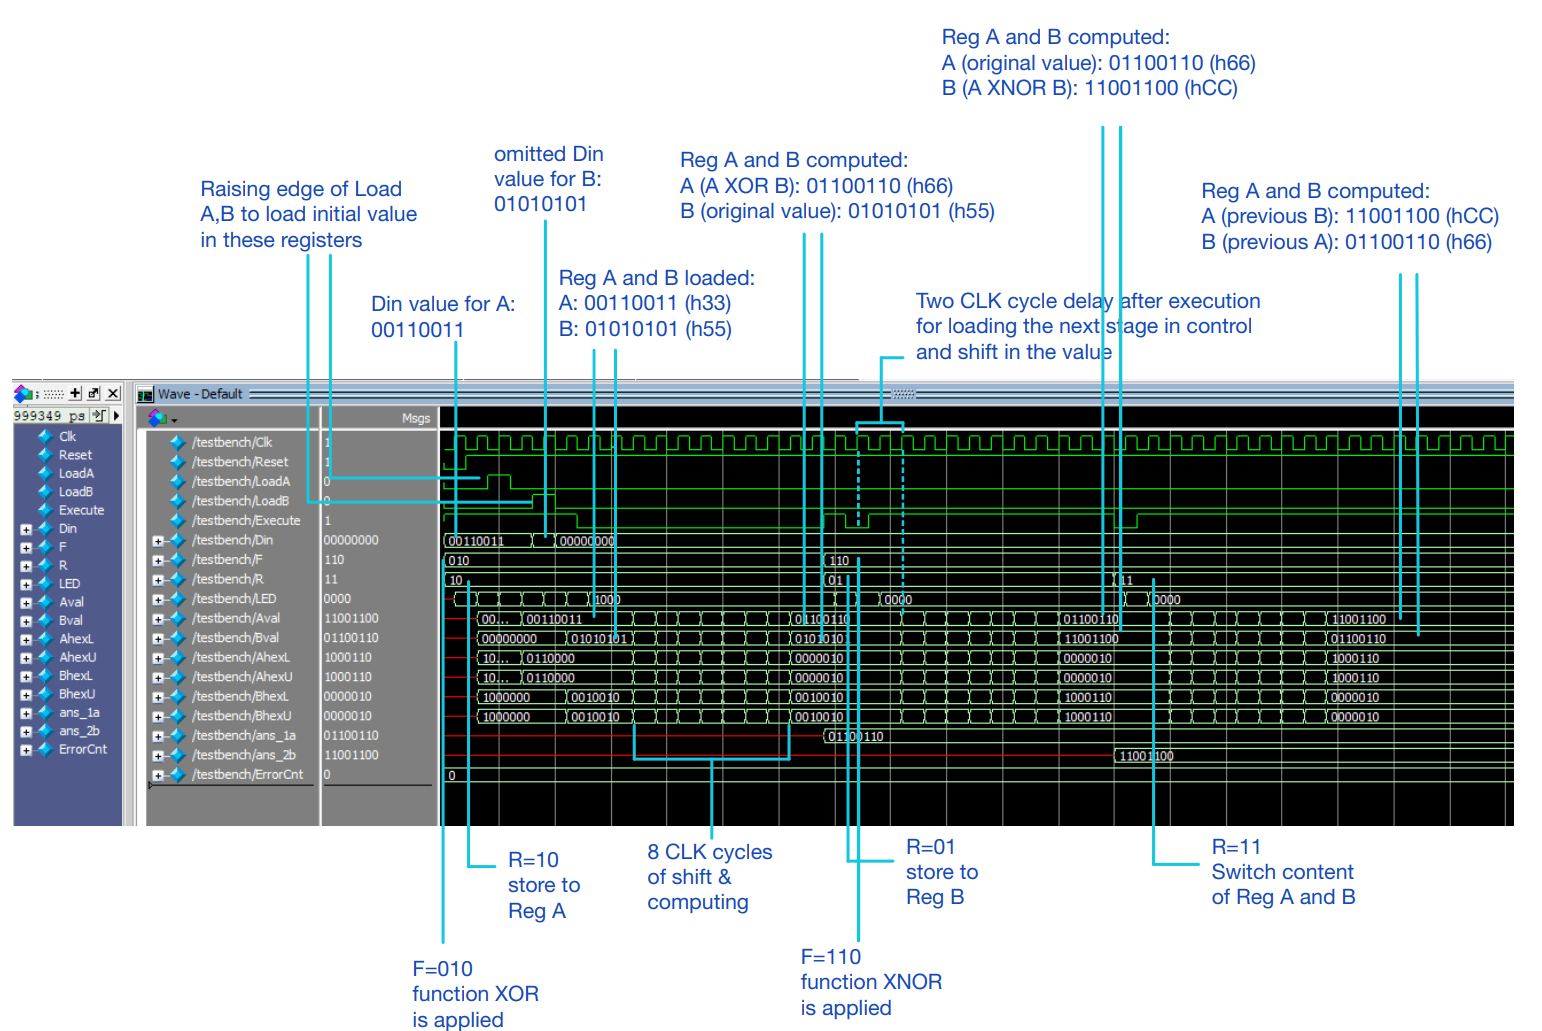 Reg A and B computed:
A (original value): 01100110 (h66)
B (A XNOR B): 11001100 (hCC)
omitted Din
value for B:
01010101
Reg A and B computed:
A (A XOR B): 01100110 (h66)
B (original value): 01010101 (h55)
Raising edge of Load
A,B to load initial value
in these registers
Reg A and B computed:
A (previous B): 11001100 (hCC)
B (previous A): 01100110 (h66)
Reg A and B loaded:
A: 00110011 (h33)
B: 01010101 (h55)
Din value for A:
00110011
Two CLK cycle delay after execution
for loading the next stage in control
and shift in the value
Wave - Default
999349 ps
Msgs
Clk
Reset
LoadA
LoadB
Execute
Din
F
R
LED
Aval
Bval
AhexL
AhexU
BhexL
BhexU
ans_1a
ans_2b
ErrorCnt
/testbench/Clk 1
/testbench/Reset 1
/testbench/LoadA 0
/testbench/LoadB 0
/testbench/Execute 1
/testbench/Din 00000000 00110011 00000000
/testbench/F 110 010 110
/testbench/R 11 10 01 11
/testbench/LED 0000 1000 0000 0000
/testbench/Aval 11001100 00... 00110011 01100110 01100110 11001100
/testbench/Bval 01100110 00000000 01010101 01010101 11001100 01100110
/testbench/AhexL 1000110 10... 0110000 0000010 0000010 1000110
/testbench/AhexU 1000110 10... 0110000 0000010 0000010 1000110
/testbench/BhexL 0000010 1000000 0010010 0010010 1000110 0000010
/testbench/BhexU 0000010 1000000 0010010 0010010 1000110 0000010
/testbench/ans_1a 01100110 01100110
/testbench/ans_2b 11001100 11001100
/testbench/ErrorCnt 0 0
R=10
store to
Reg A
8 CLK cycles
of shift &
computing
R=01
store to
Reg B
R=11
Switch content
of Reg A and B
F=010
function XOR
is applied
F=110
function XNOR
is applied